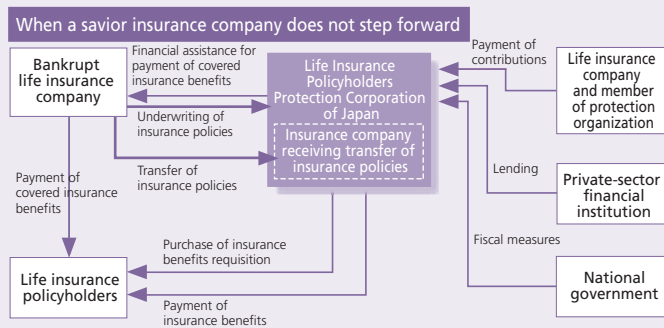 When a savior insurance company does not step forward
Bankrupt
life insurance
company
Financial assistance for
payment of covered
insurance benefits
Underwriting of
insurance policies
Transfer of
insurance policies
Payment of
covered insurance
benefits
Life Insurance
Policyholders
Protection Corporation
of Japan
Insurance company
receiving transfer of
insurance policies
Payment of
contributions
Life insurance
company
and member
of protection
organization
Lending
Private-sector
financial
institution
Fiscal measures
National
government
Purchase of insurance
benefits requisition
Life insurance
policyholders
Payment of
insurance benefits